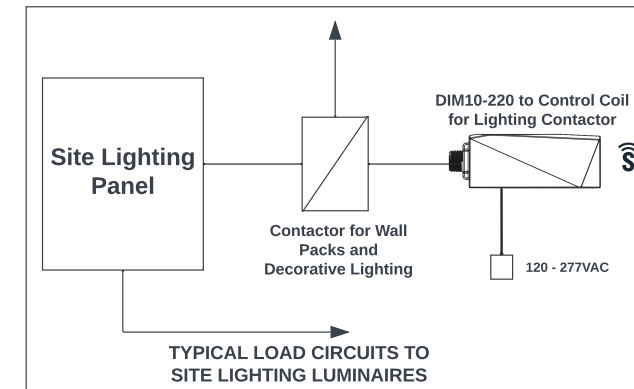 DIM10-220 to Control Coil
for Lighting Contactor
Site Lighting
Panel
Contactor for Wall
Packs and
Decorative Lighting
120 - 277VAC
TYPICAL LOAD CIRCUITS TO
SITE LIGHTING LUMINAIRES